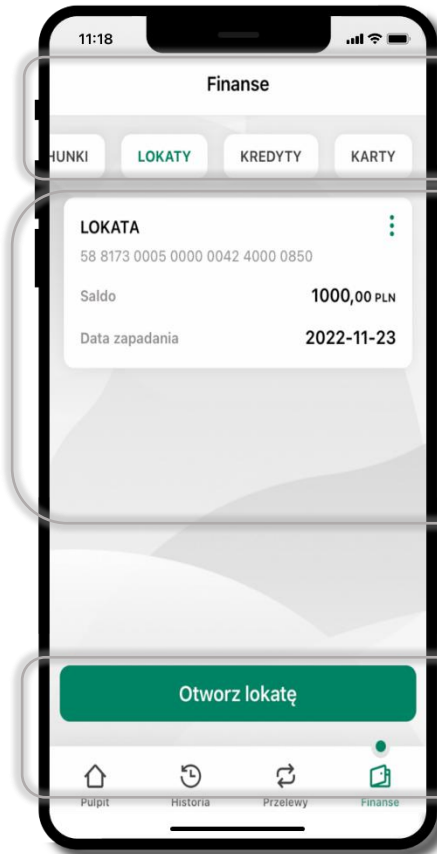 11:18
Finanse
HUNKI LOKATY KREDYTY KARTY
LOKATA
58 8173 0005 0000 0042 4000 0850
Saldo 1000,00 PLN
Data zapadania 2022-11-23
Otworz lokatę
Pulpit Historia Przelewy Finanse